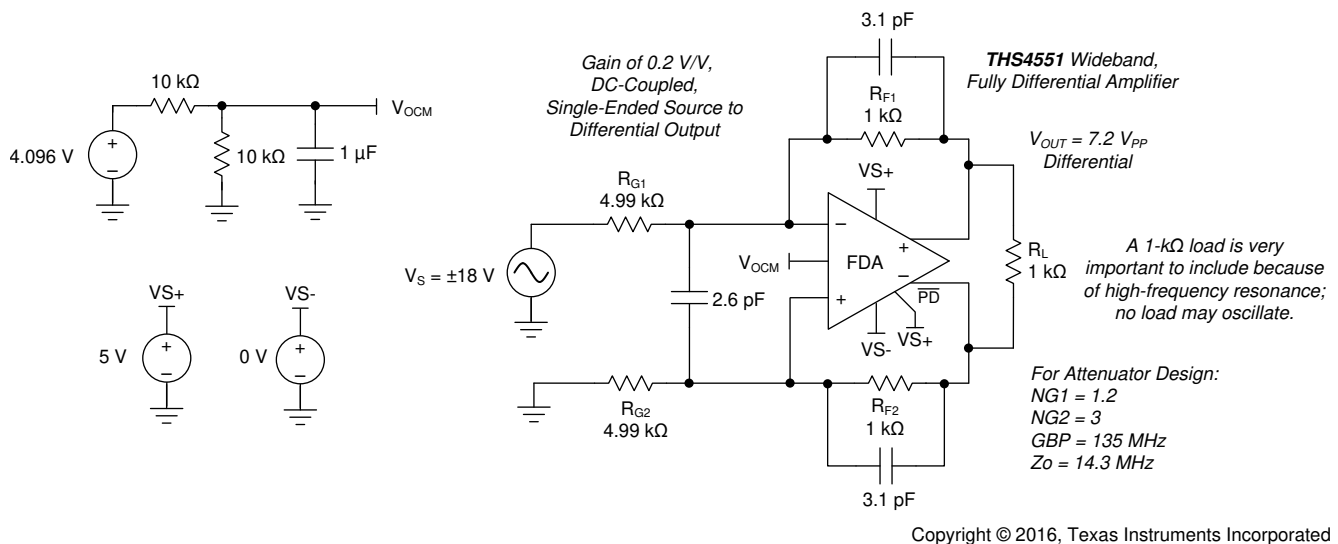 10 kΩ
V_OCM
4.096 V
10 kΩ
1 µF
VS+
VS-
5 V
0 V
Gain of 0.2 V/V,
DC-Coupled,
Single-Ended Source to
Differential Output
3.1 pF
R_F1
1 kΩ
THS4551 Wideband,
Fully Differential Amplifier
V_OUT = 7.2 V_PP
Differential
R_G1
4.99 kΩ
VS+
V_S = ±18 V
V_OCM
FDA
2.6 pF
PD
VS-
VS+
R_L
1 kΩ
A 1-kΩ load is very
important to include because
of high-frequency resonance;
no load may oscillate.
R_G2
4.99 kΩ
R_F2
1 kΩ
3.1 pF
For Attenuator Design:
NG1 = 1.2
NG2 = 3
GBP = 135 MHz
Zo = 14.3 MHz
Copyright © 2016, Texas Instruments Incorporated